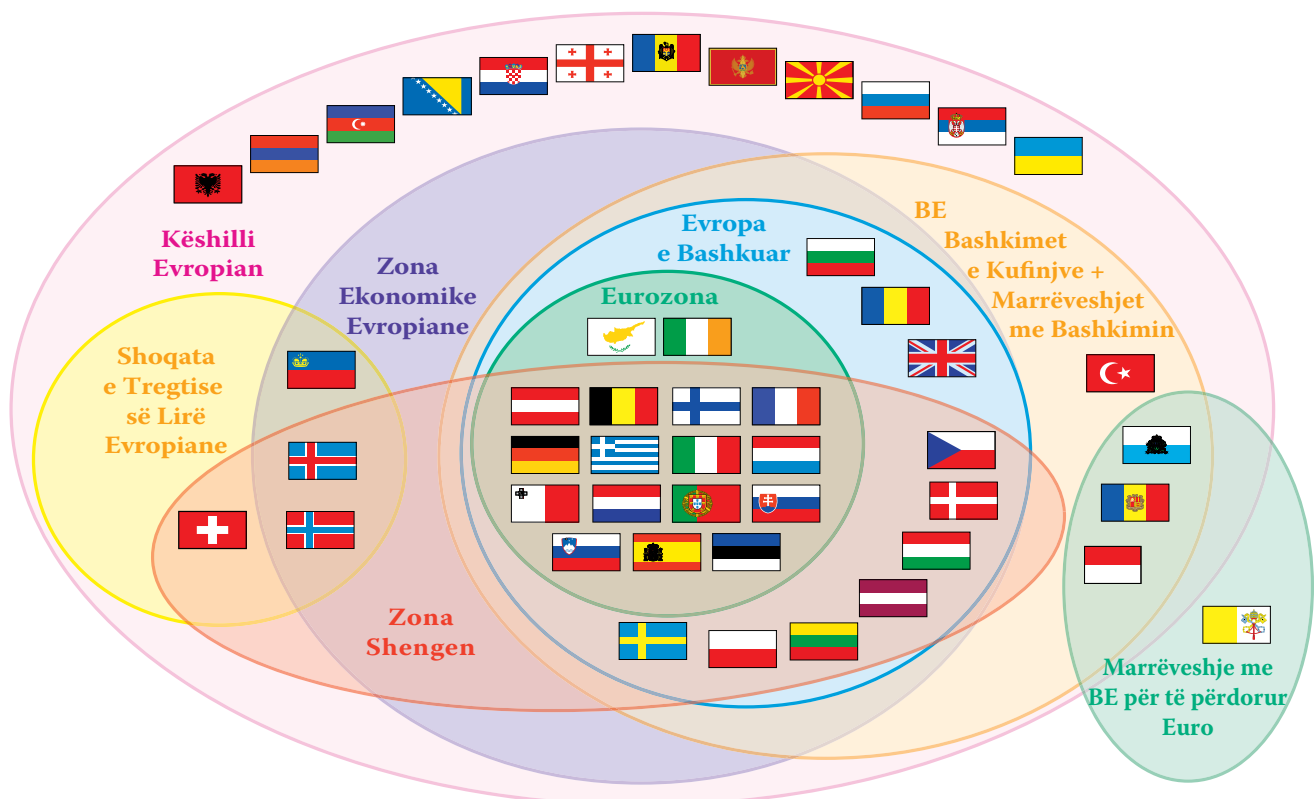 Këshilli
Evropian
Zona
Ekonomike
Evropiane
Evropa
e Bashkuar
BE
Bashkimet
e Kufinjve +
Marrëveshjet
me Bashkimin
Eurozona
Shoqata
e Tregtise
së Lirë
Evropiane
Zona
Shengen
Marrëveshje me
BE për të përdorur
Euro